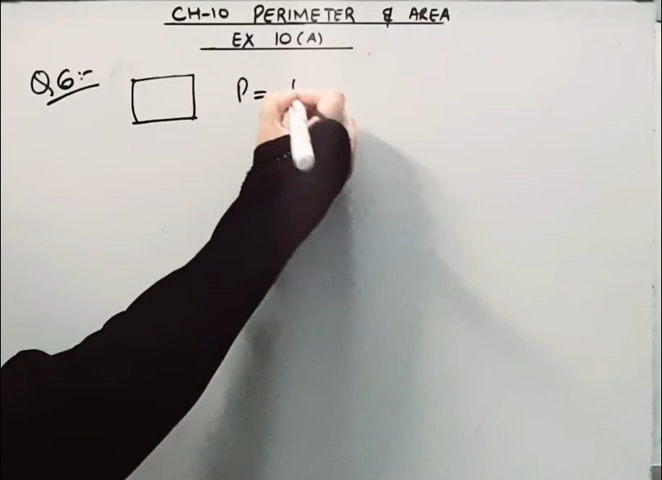 CH-10 PERIMETER & AREA
EX 10(A)
Q6:-
P =